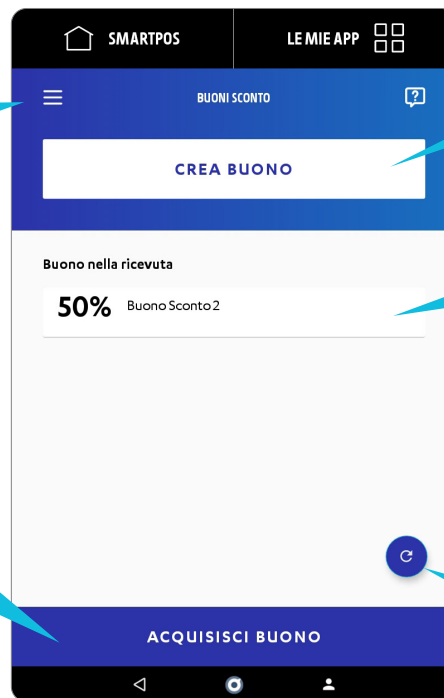 SMARTPOS
LE MIE APP
BUONI SCONTO
CREA BUONO
Buono nella ricevuta
50% Buono Sconto 2
ACQUISISCI BUONO